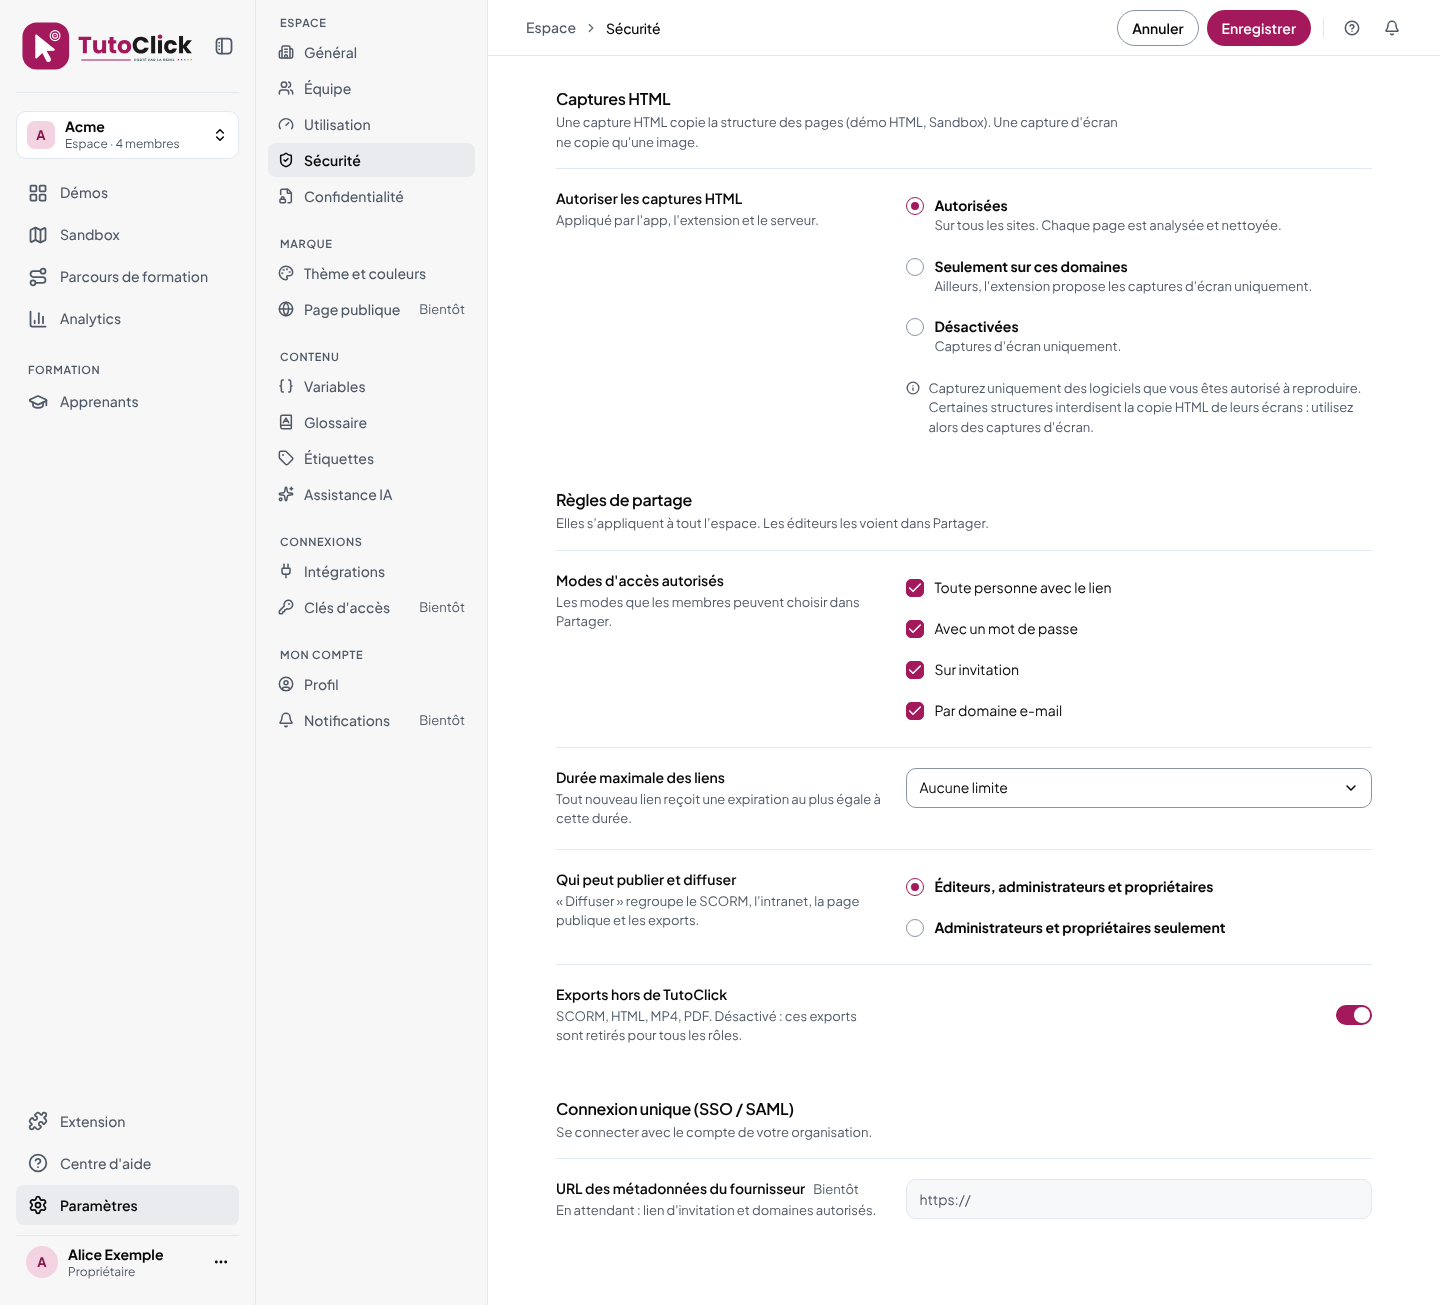 TutoClick
Acme
Espace · 4 membres
Démos
Sandbox
Parcours de formation
Analytics
FORMATION
Apprenants
Extension
Centre d'aide
Paramètres
Alice Exemple
Propriétaire
ESPACE
Général
Équipe
Utilisation
Sécurité
Confidentialité
MARQUE
Thème et couleurs
Page publique Bientôt
CONTENU
Variables
Glossaire
Étiquettes
Assistance IA
CONNEXIONS
Intégrations
Clés d'accès Bientôt
MON COMPTE
Profil
Notifications Bientôt
Espace > Sécurité
Annuler Enregistrer
Captures HTML
Une capture HTML copie la structure des pages (démo HTML, Sandbox). Une capture d'écran
ne copie qu'une image.
Autoriser les captures HTML
Appliqué par l'app, l'extension et le serveur.
Autorisées
Sur tous les sites. Chaque page est analysée et nettoyée.
Seulement sur ces domaines
Ailleurs, l'extension propose les captures d'écran uniquement.
Désactivées
Captures d'écran uniquement.
Capturez uniquement des logiciels que vous êtes autorisé à reproduire.
Certaines structures interdisent la copie HTML de leurs écrans : utilisez
alors des captures d'écran.
Règles de partage
Elles s'appliquent à tout l'espace. Les éditeurs les voient dans Partager.
Modes d'accès autorisés
Les modes que les membres peuvent choisir dans
Partager.
Toute personne avec le lien
Avec un mot de passe
Sur invitation
Par domaine e-mail
Durée maximale des liens
Tout nouveau lien reçoit une expiration au plus égale à
cette durée.
Aucune limite
Qui peut publier et diffuser
« Diffuser » regroupe le SCORM, l'intranet, la page
publique et les exports.
Éditeurs, administrateurs et propriétaires
Administrateurs et propriétaires seulement
Exports hors de TutoClick
SCORM, HTML, MP4, PDF. Désactivé : ces exports
sont retirés pour tous les rôles.
Connexion unique (SSO / SAML)
Se connecter avec le compte de votre organisation.
URL des métadonnées du fournisseur Bientôt
En attendant : lien d'invitation et domaines autorisés.
https://